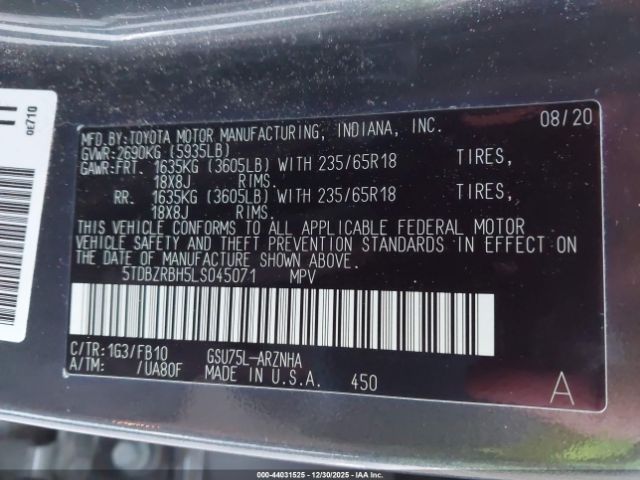 0E710
MFD.BY:TOYOTA MOTOR MANUFACTURING, INDIANA, INC. 08/20
GVWR:2690KG (5935LB)
GAWR:FRT. 1635KG (3605LB) WITH 235/65R18 TIRES,
18X8J RIMS.
RR. 1635KG (3605LB) WITH 235/65R18 TIRES,
18X8J RIMS.
THIS VEHICLE CONFORMS TO ALL APPLICABLE FEDERAL MOTOR
VEHICLE SAFETY AND THEFT PREVENTION STANDARDS IN EFFECT ON
THE DATE OF MANUFACTURE SHOWN ABOVE.
5TDBZRBH5LS045071 MPV
C/TR:1G3/FB10 GSU75L-ARZNHA
A/TM: /UA80F MADE IN U.S.A. 450 A
000-44031525 - 12/30/2025 - IAAI.COM